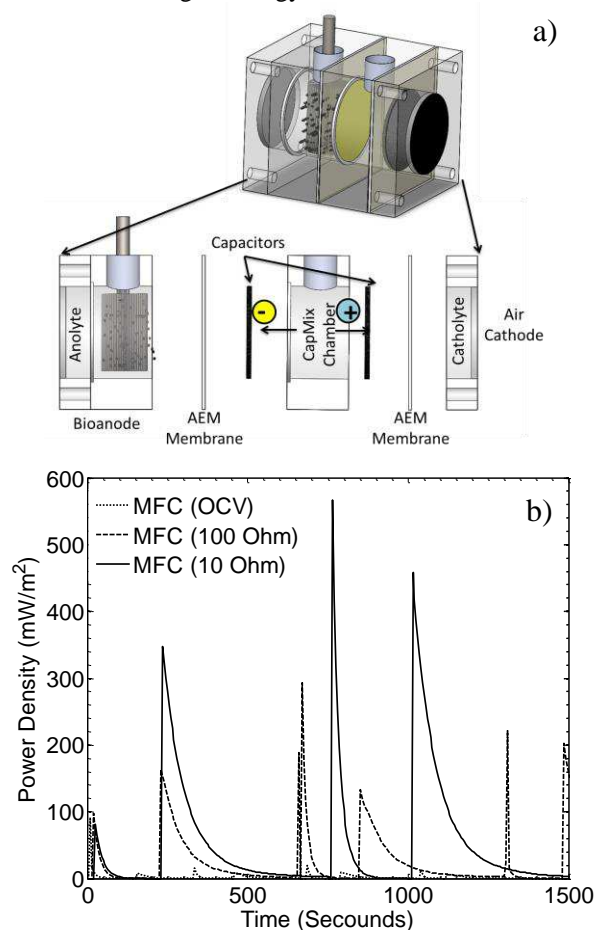 a)
Capacitors
Anolyte
-
CapMix
Chamber
+
Catholyte
Air
Cathode
Bioanode
AEM
Membrane
AEM
Membrane
b)
MFC (OCV)
MFC (100 Ohm)
MFC (10 Ohm)
Power Density (mW/m²)
600
500
400
300
200
100
0
0
500
1000
1500
Time (Secounds)